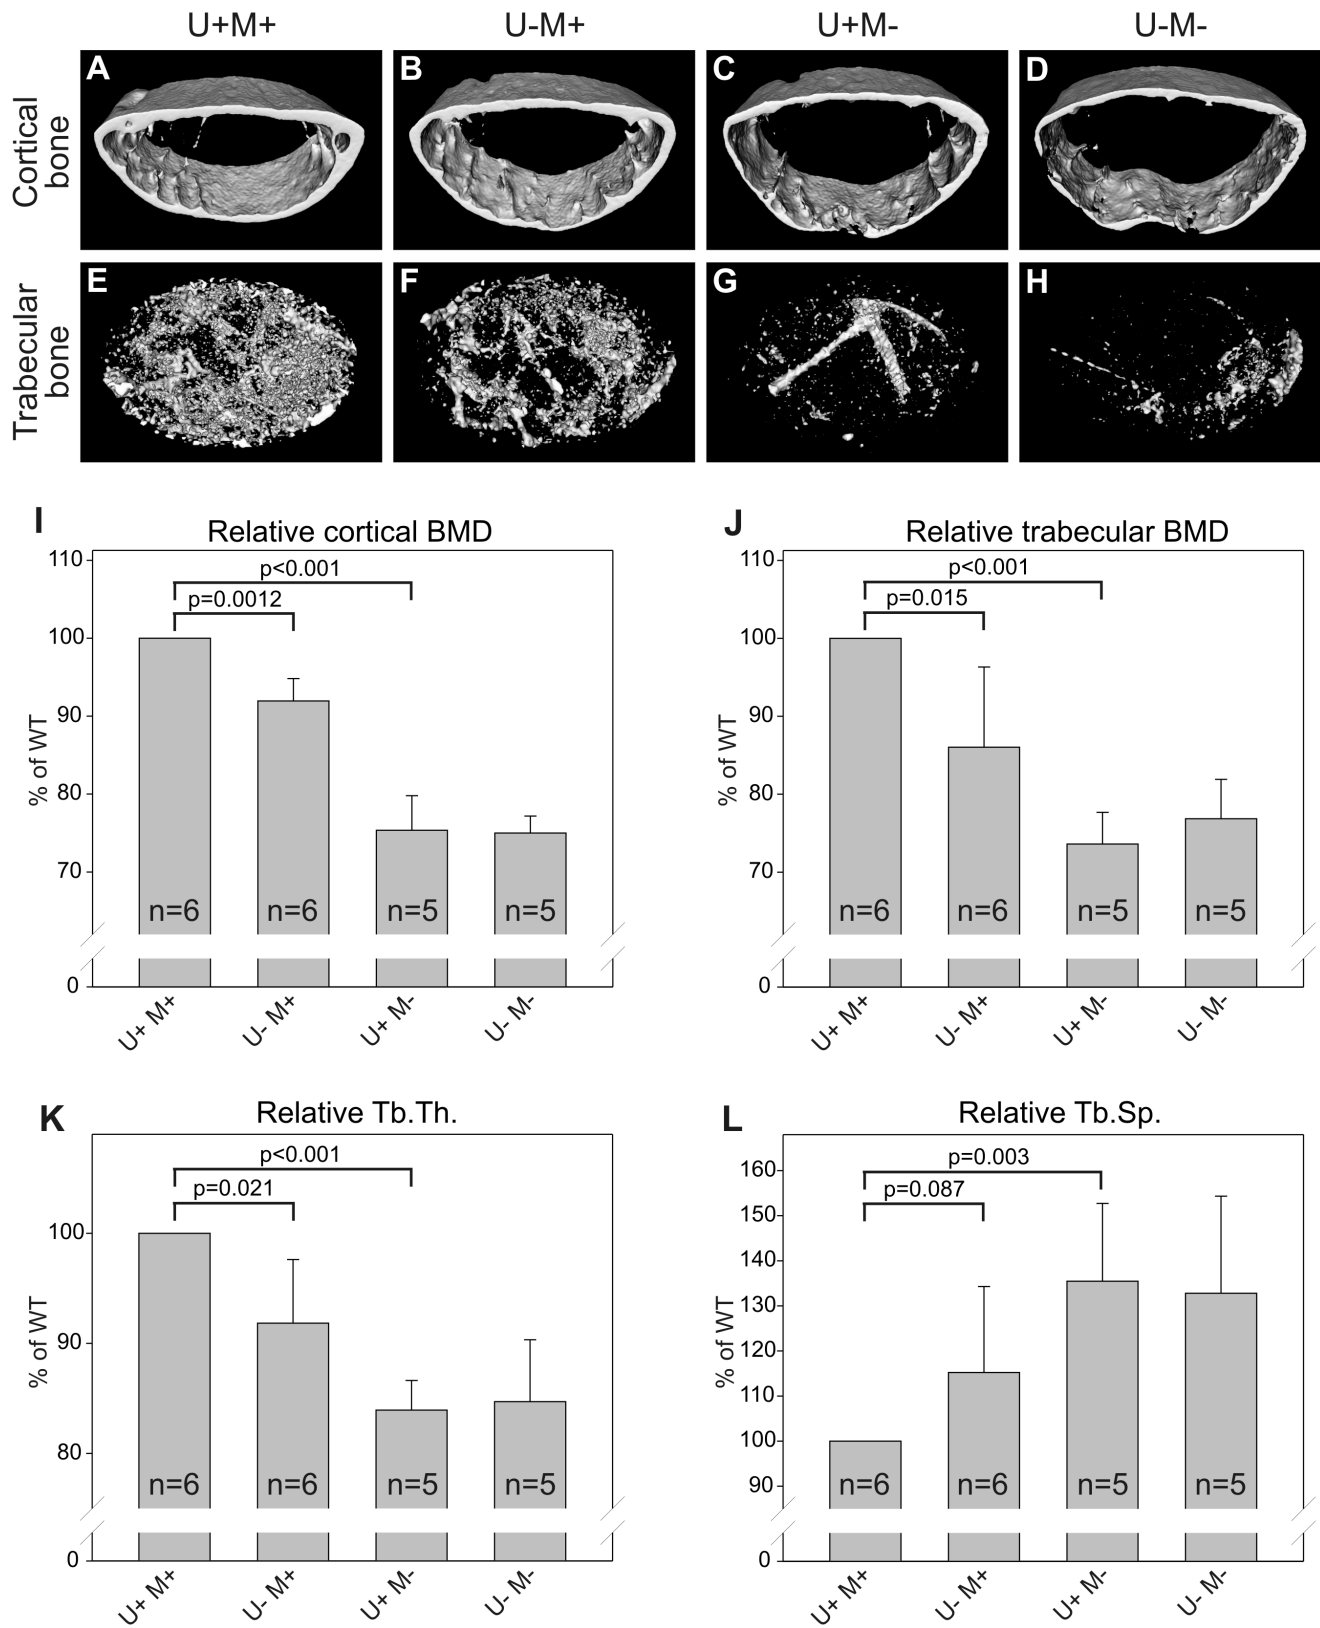 U+M+ U-M+ U+M- U-M-
Cortical
bone
A B C D
Trabecular
bone
E F G H
I
Relative cortical BMD
110
p<0.001
p=0.0012
100
90
% of WT
80
70
n=6 n=6 n=5 n=5
0
U+ M+ U- M+ U+ M- U- M-
J
Relative trabecular BMD
110
p<0.001
p=0.015
100
90
% of WT
80
70
n=6 n=6 n=5 n=5
0
U+ M+ U- M+ U+ M- U- M-
K
Relative Tb.Th.
p<0.001
p=0.021
100
% of WT
90
80
n=6 n=6 n=5 n=5
0
U+ M+ U- M+ U+ M- U- M-
L
Relative Tb.Sp.
160
p=0.003
p=0.087
150
140
130
% of WT
120
110
100
90
n=6 n=6 n=5 n=5
0
U+ M+ U- M+ U+ M- U- M-